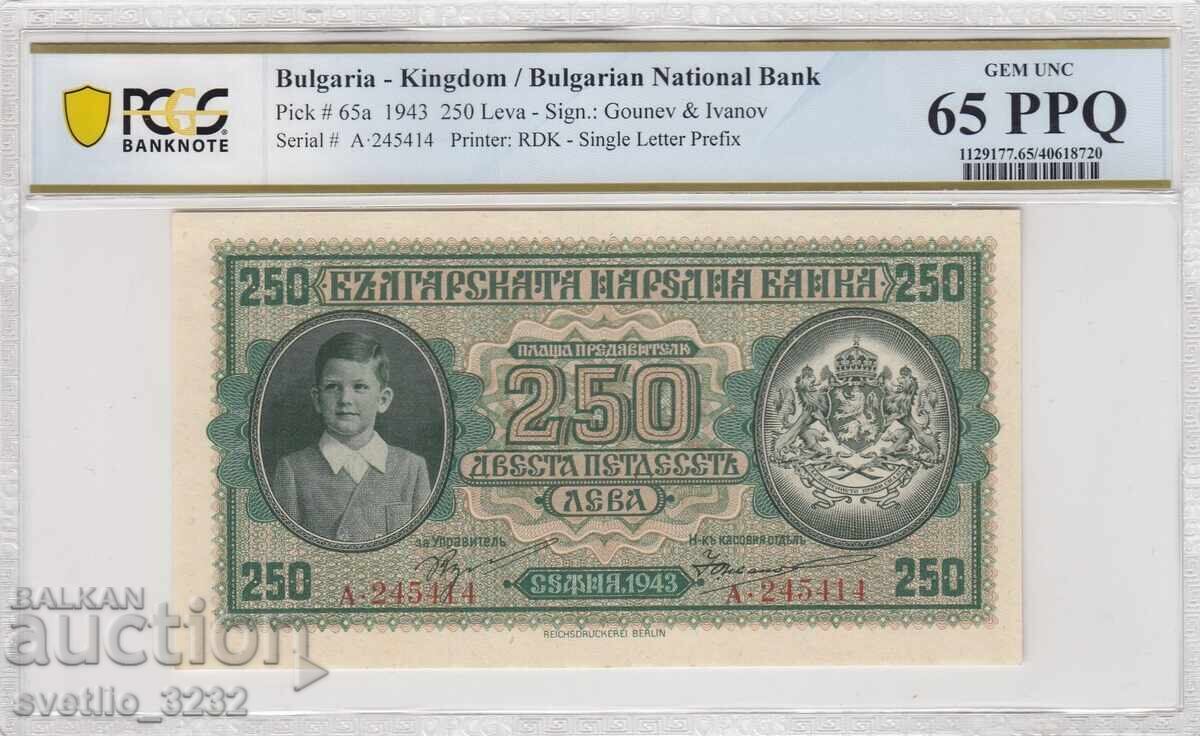 PCGS
BANKNOTE
Bulgaria - Kingdom / Bulgarian National Bank
Pick # 65a 1943 250 Leva - Sign.: Gounev & Ivanov
Serial # A·245414 Printer: RDK - Single Letter Prefix
GEM UNC
65 PPQ
1129177.65/40618720
250 · БЪЛГАРСКАТА НАРОДНА БАНКА · 250
ПЛАЩА ПРЕДЯВИТЕЛЮ
250
ДВЕСТА ПЕТДЕСЕТЬ
ЛЕВА
за Управитель
Н-къ касовия отдѣлъ
250 СОФИЯ, 1943 250
А·245414 А·245414
REICHSDRUCKEREI BERLIN
BALKAN
auction
svetlio_3232